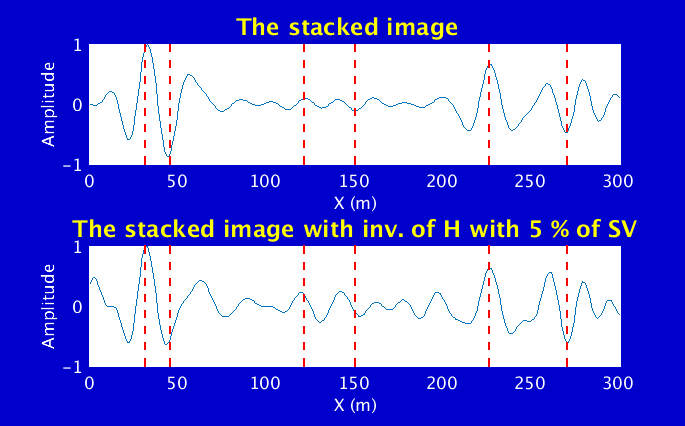 The stacked image
1
0
-1
Amplitude
0 50 100 150 200 250 300
X (m)
The stacked image with inv. of H with 5 % of SV
1
0
-1
Amplitude
0 50 100 150 200 250 300
X (m)